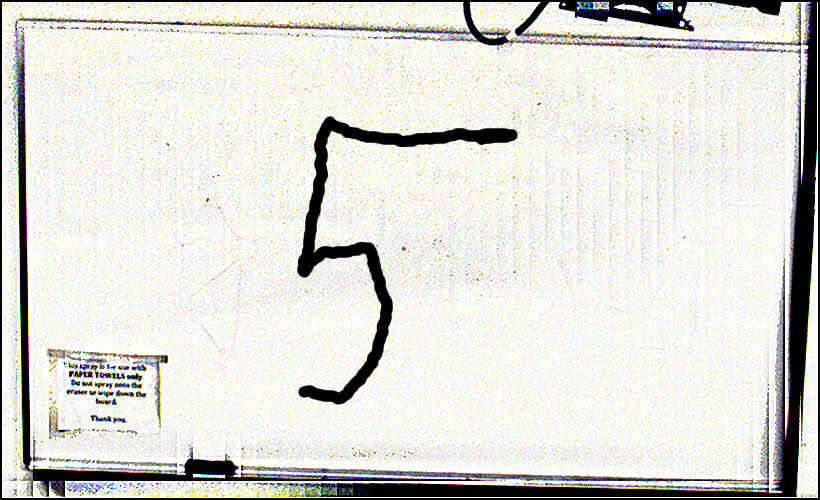 5
This spray is for use with
PAPER TOWELS only
Do not spray onto the
eraser to wipe down the
board.
Thank you.